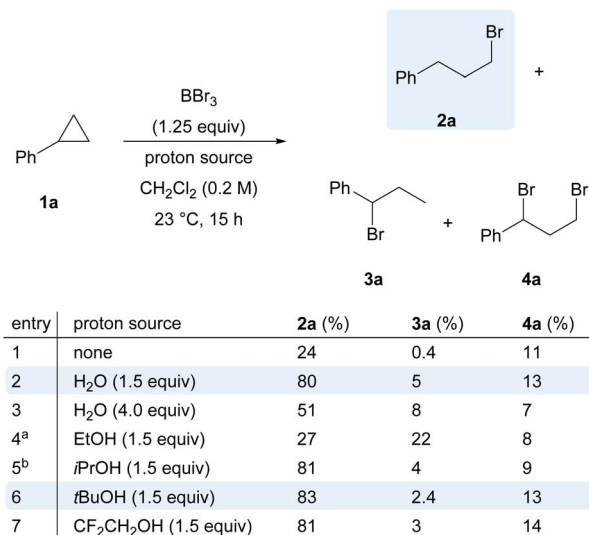 Br
Ph
+
2a
BBr₃
(1.25 equiv)
proton source
CH₂Cl₂ (0.2 M)
23 °C, 15 h
Ph
1a
Ph
Br
3a
+
Br Br
Ph
4a
entry proton source 2a (%) 3a (%) 4a (%)
1 none 24 0.4 11
2 H₂O (1.5 equiv) 80 5 13
3 H₂O (4.0 equiv) 51 8 7
4ᵃ EtOH (1.5 equiv) 27 22 8
5ᵇ iPrOH (1.5 equiv) 81 4 9
6 tBuOH (1.5 equiv) 83 2.4 13
7 CF₂CH₂OH (1.5 equiv) 81 3 14